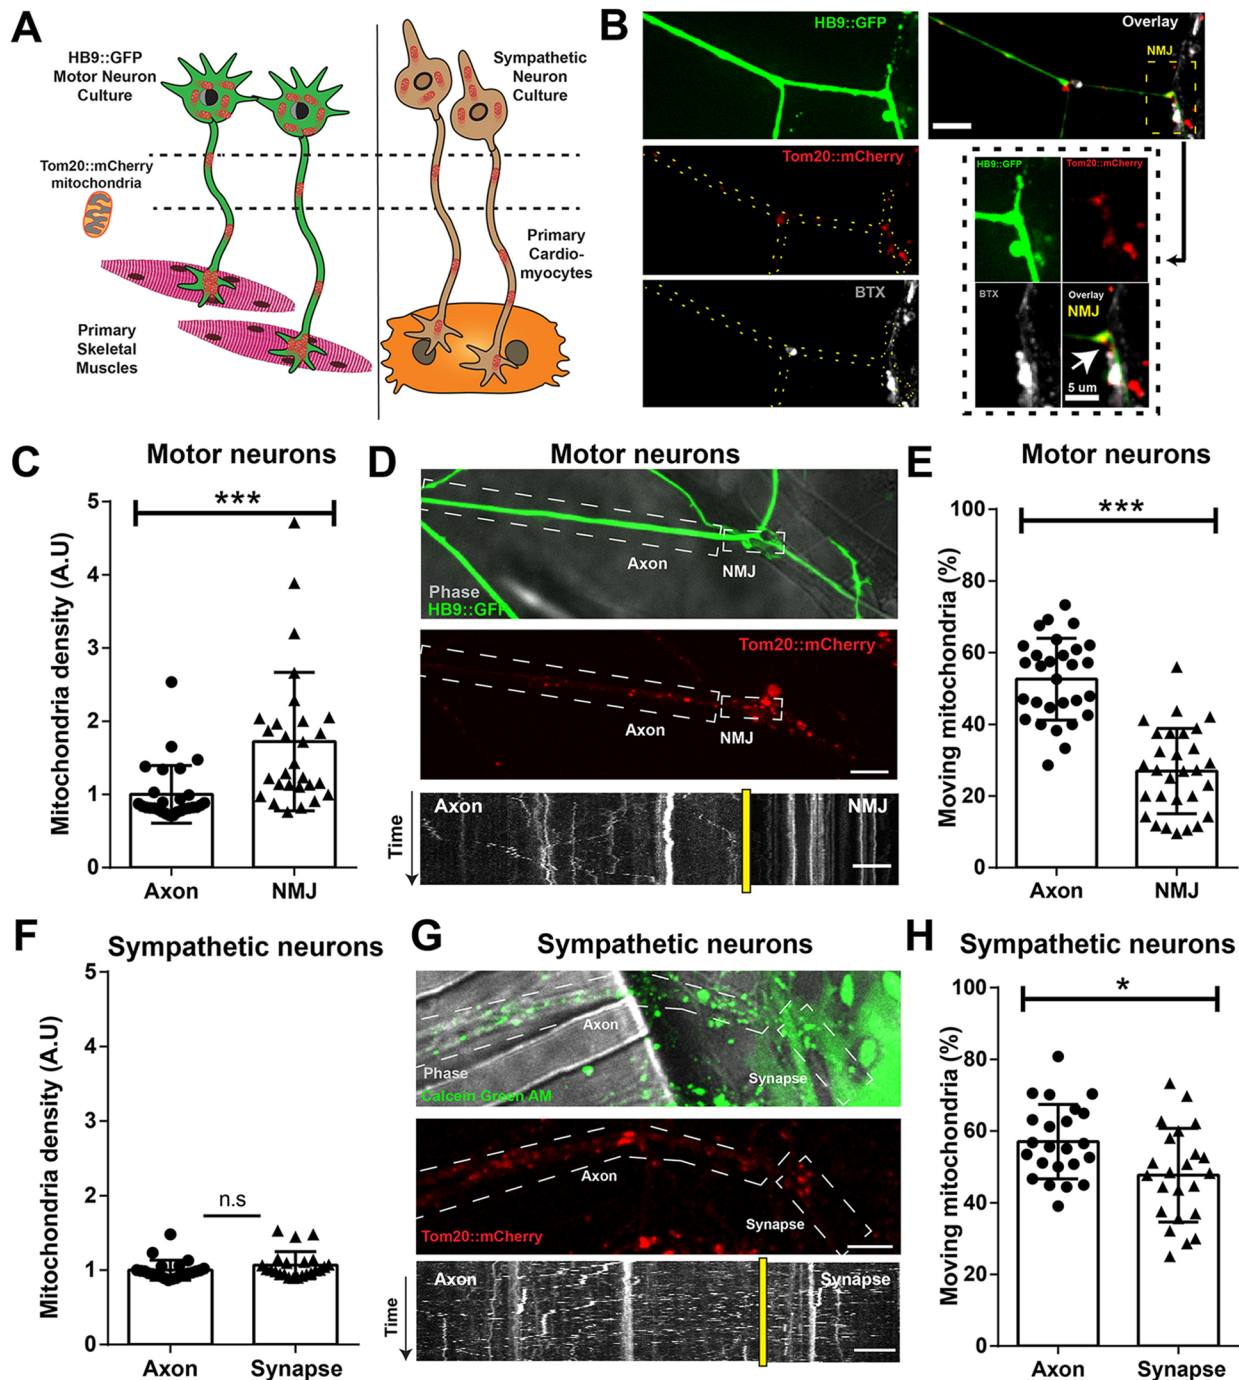 A
HB9::GFP
Motor Neuron
Culture
Sympathetic
Neuron
Culture
Tom20::mCherry
mitochondria
Primary
Cardio-
myocytes
Primary
Skeletal
Muscles
B
HB9::GFP
Overlay
NMJ
Tom20::mCherry
HB9::GFP
Tom20::mCherry
BTX
BTX
Overlay
NMJ
5 um
C
Motor neurons
Mitochondria density (A.U)
5
4
3
2
1
0
***
Axon
NMJ
D
Motor neurons
Axon
NMJ
Phase
HB9::GFP
Tom20::mCherry
Axon
NMJ
Time
Axon
NMJ
E
Motor neurons
Moving mitochondria (%)
100
80
60
40
20
0
***
Axon
NMJ
F
Sympathetic neurons
Mitochondria density (A.U)
5
4
3
2
1
0
n.s
Axon
Synapse
G
Sympathetic neurons
Axon
Phase
Synapse
Calcein Green AM
Axon
Synapse
Tom20::mCherry
Time
Axon
Synapse
H
Sympathetic neurons
Moving mitochondria (%)
100
80
60
40
20
0
*
Axon
Synapse